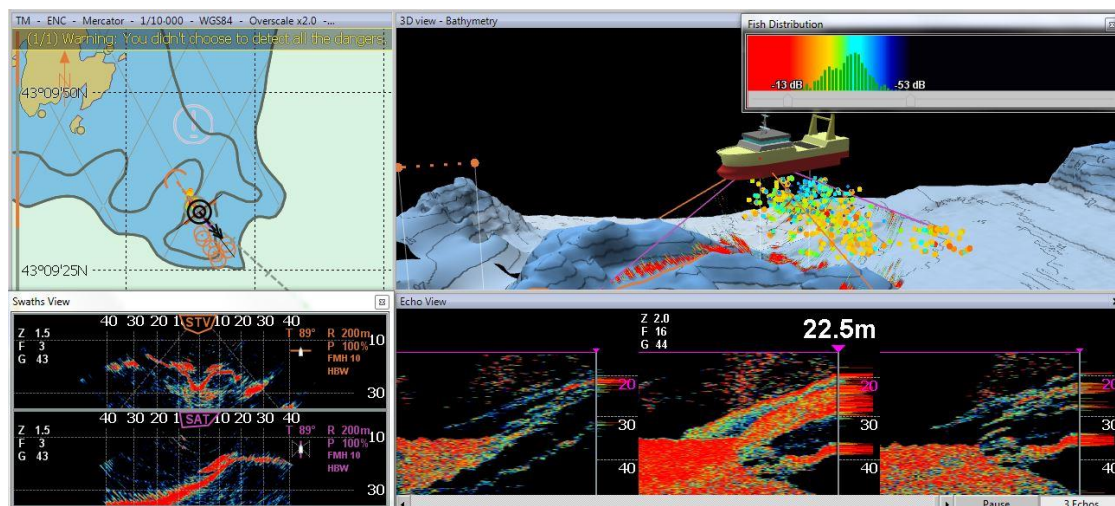 TM - ENC - Mercator - 1/10-000 - WGS84 - Overscale x2.0 - ...
(1/1) Warning: You didn't choose to detect all the dangers
N
43°09'50N
43°09'25N
3D view - Bathymetry
Fish Distribution
-13 dB
-53 dB
Swaths View
40 30 20 10 STV 10 20 30 40
Z 1.5
F 3
G 43
T 89° R 200m
P 100%
FMH 10
HBW
10
30
40 30 20 10 SAT 10 20 30 40
Z 1.5
F 3
G 43
T 89° R 200m
P 100%
FMH 10
HBW
10
30
Echo View
Z 2.0
F 16
G 44
22.5m
20
30
40
20
30
40
20
30
40
Pause
3 Echos